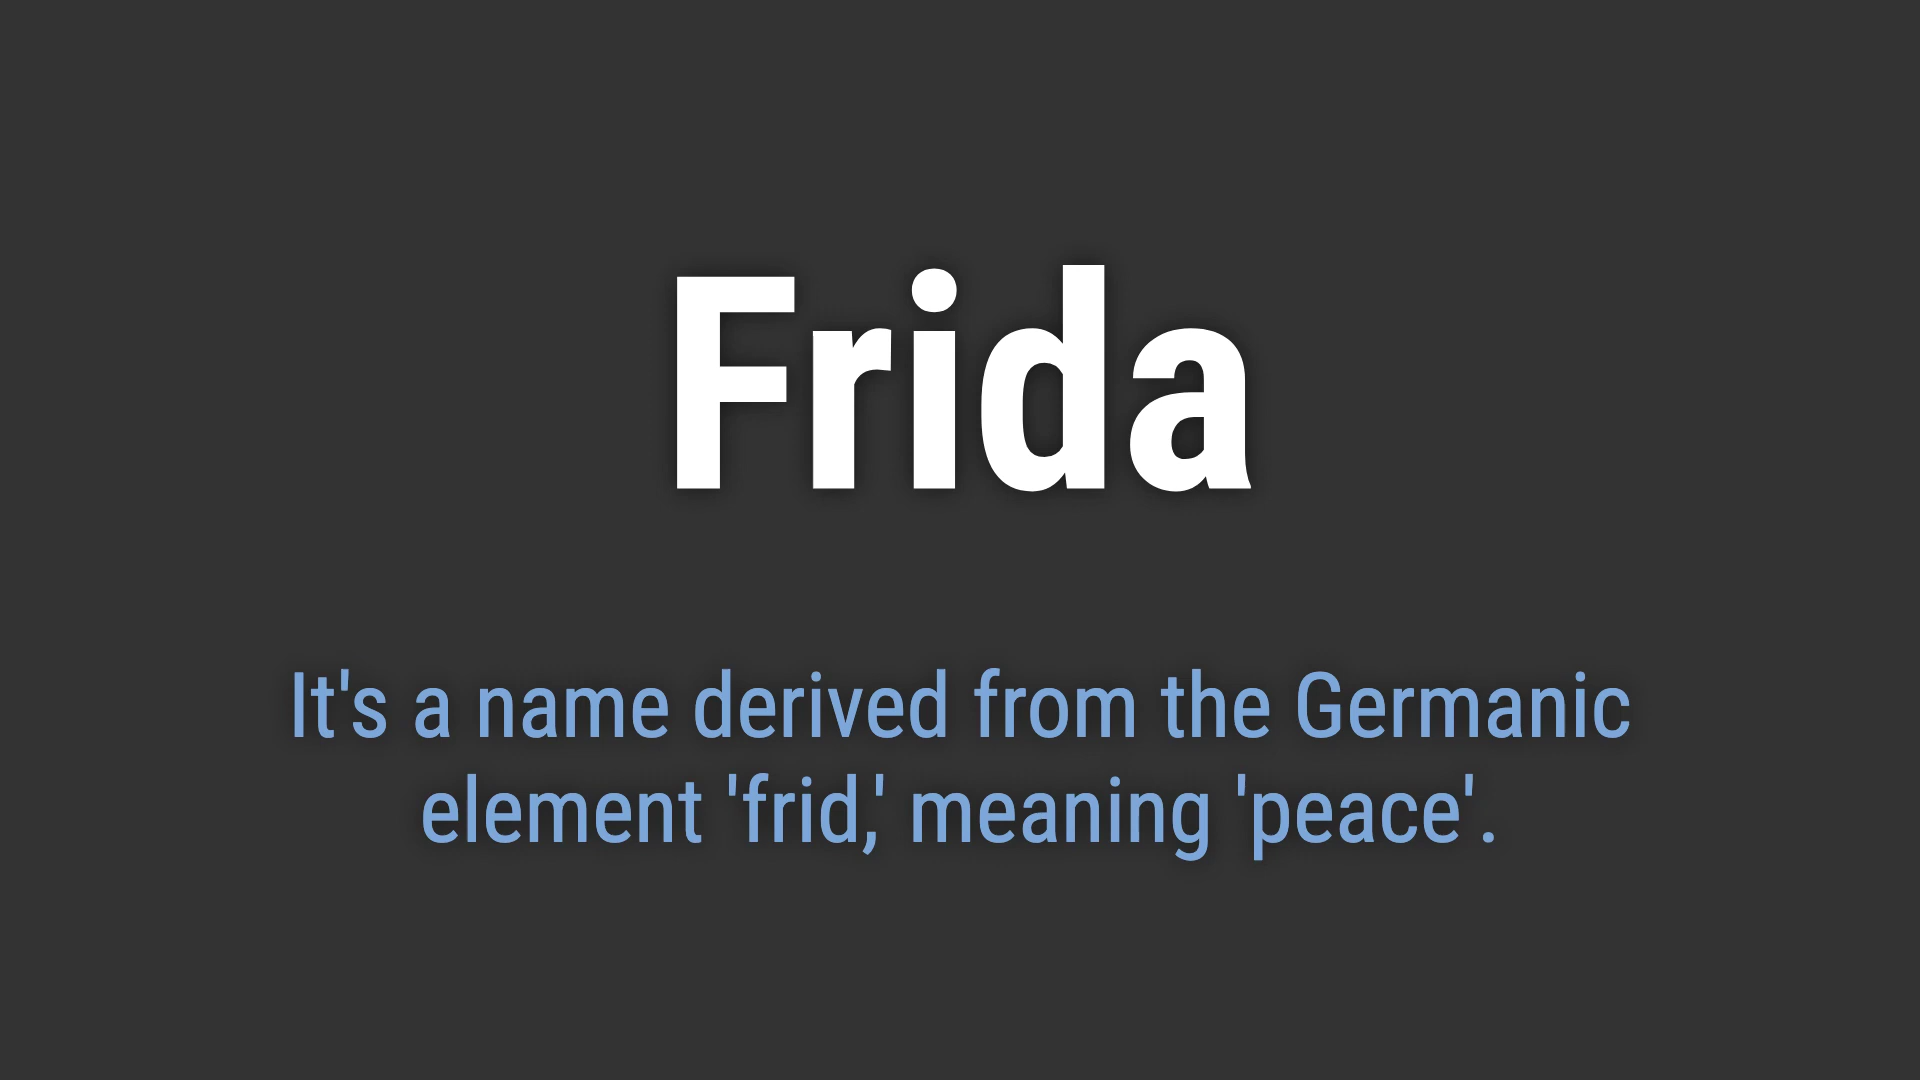 Frida
It's a name derived from the Germanic
element 'frid,' meaning 'peace'.